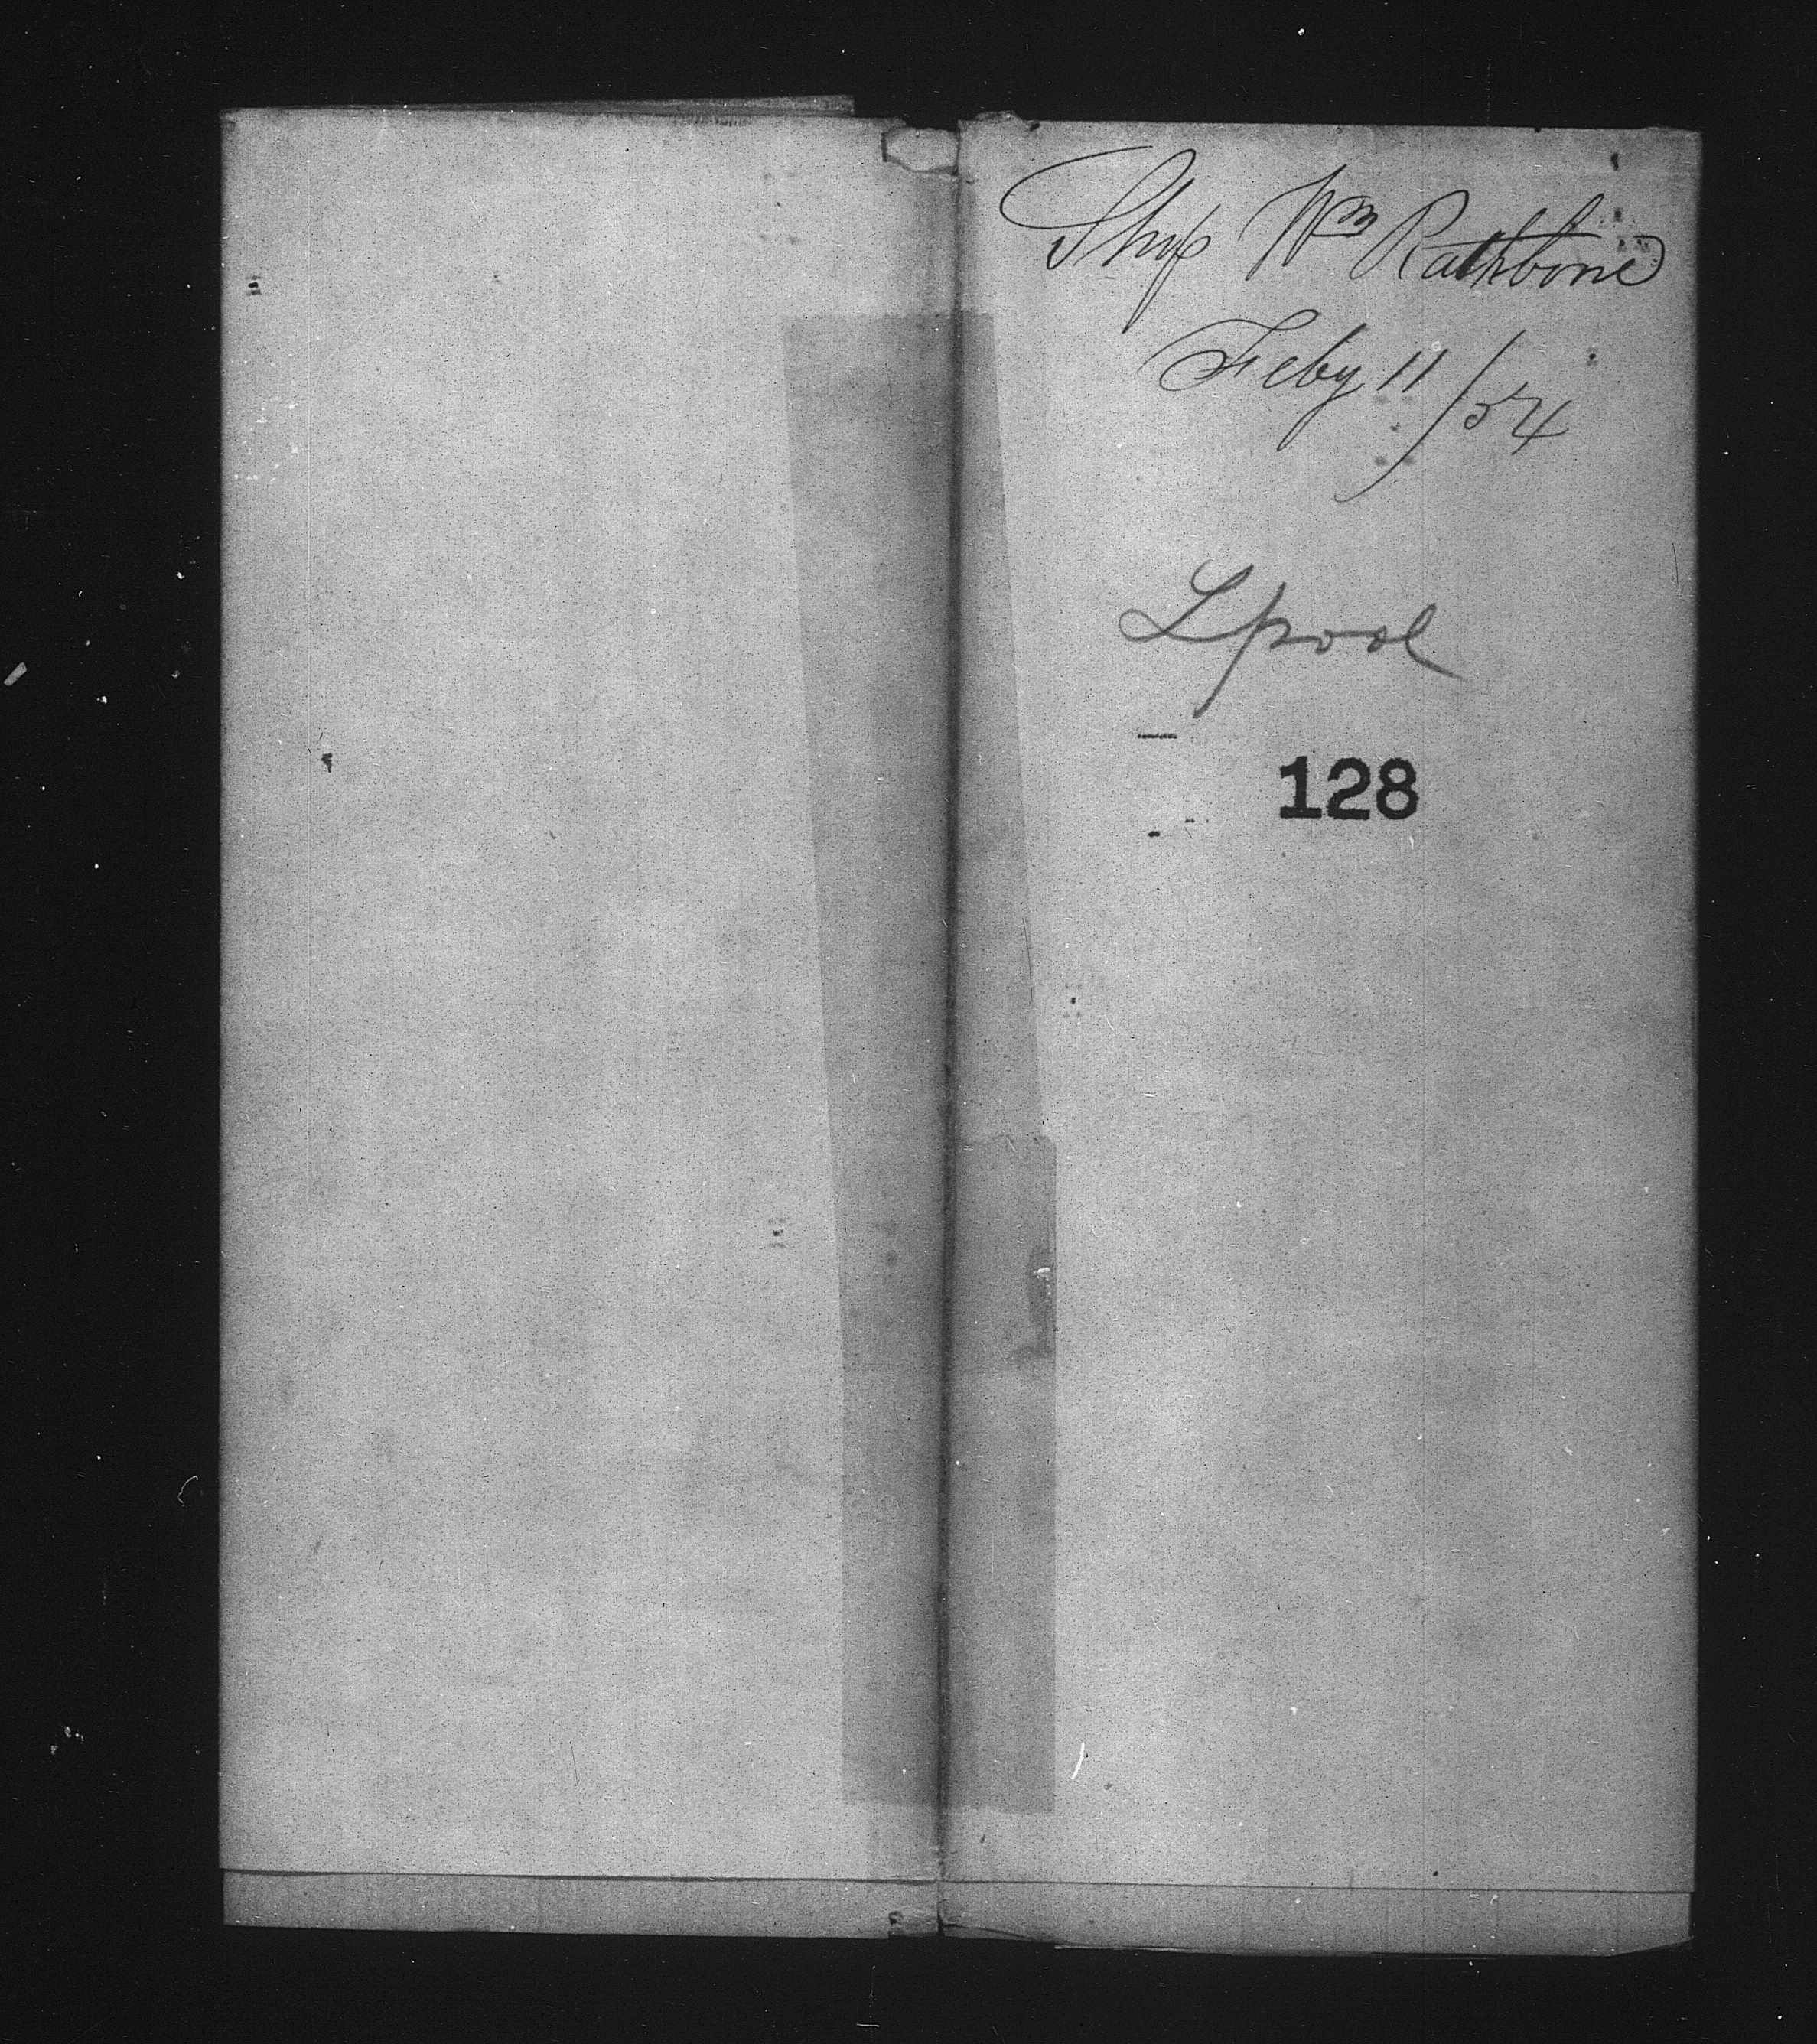 Ship Wm Rathbone
Feby 11/54
Lpool
128